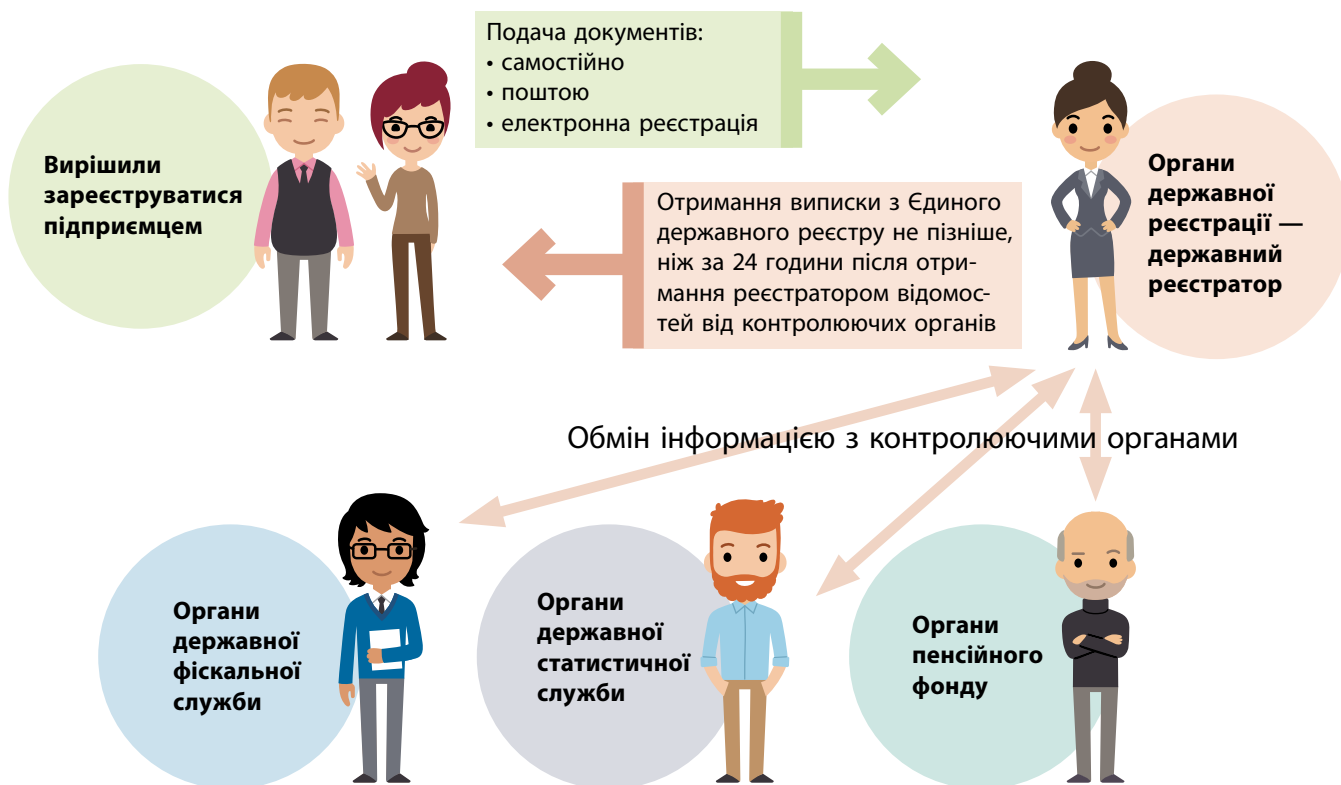 Подача документів:
• самостійно
• поштою
• електронна реєстрація
Вирішили
зареєструватися
підприємцем
Отримання виписки з Єдиного
державного реєстру не пізніше,
ніж за 24 години після отри-
мання реєстратором відомос-
тей від контролюючих органів
Органи
державної
реєстрації —
державний
реєстратор
Обмін інформацією з контролюючими органами
Органи
державної
фіскальної
служби
Органи
державної
статистичної
служби
Органи
пенсійного
фонду